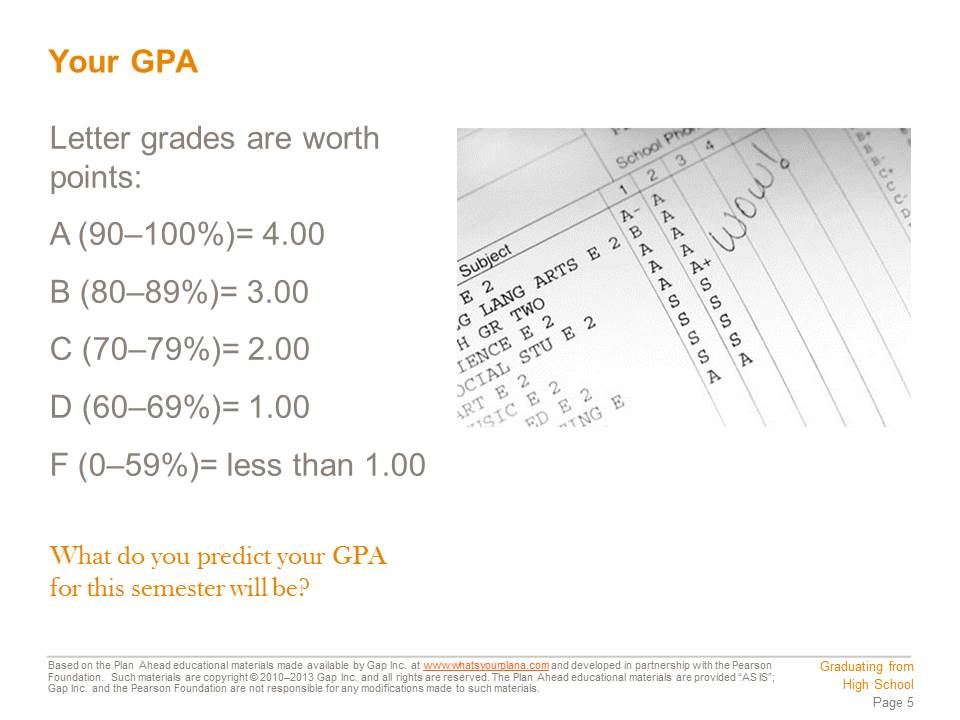 Your GPA
Letter grades are worth
points:
A (90–100%)= 4.00
B (80–89%)= 3.00
C (70–79%)= 2.00
D (60–69%)= 1.00
F (0–59%)= less than 1.00
What do you predict your GPA
for this semester will be?
School Pho
1 2 3 4
Wow!
Subject
E 2 A- A
G LANG ARTS E 2 B A
H GR TWO A A
IENCE E 2 A A
OCIAL STU E 2 A A+
ART E 2 S S
USIC E 2 S S
ED E 2 S S
ING E S S
A A
Based on the Plan Ahead educational materials made available by Gap Inc. at www.whatsyourplana.com and developed in partnership with the Pearson
Foundation. Such materials are copyright © 2010–2013 Gap Inc. and all rights are reserved. The Plan Ahead educational materials are provided “AS IS”;
Gap Inc. and the Pearson Foundation are not responsible for any modifications made to such materials.
Graduating from
High School
Page 5